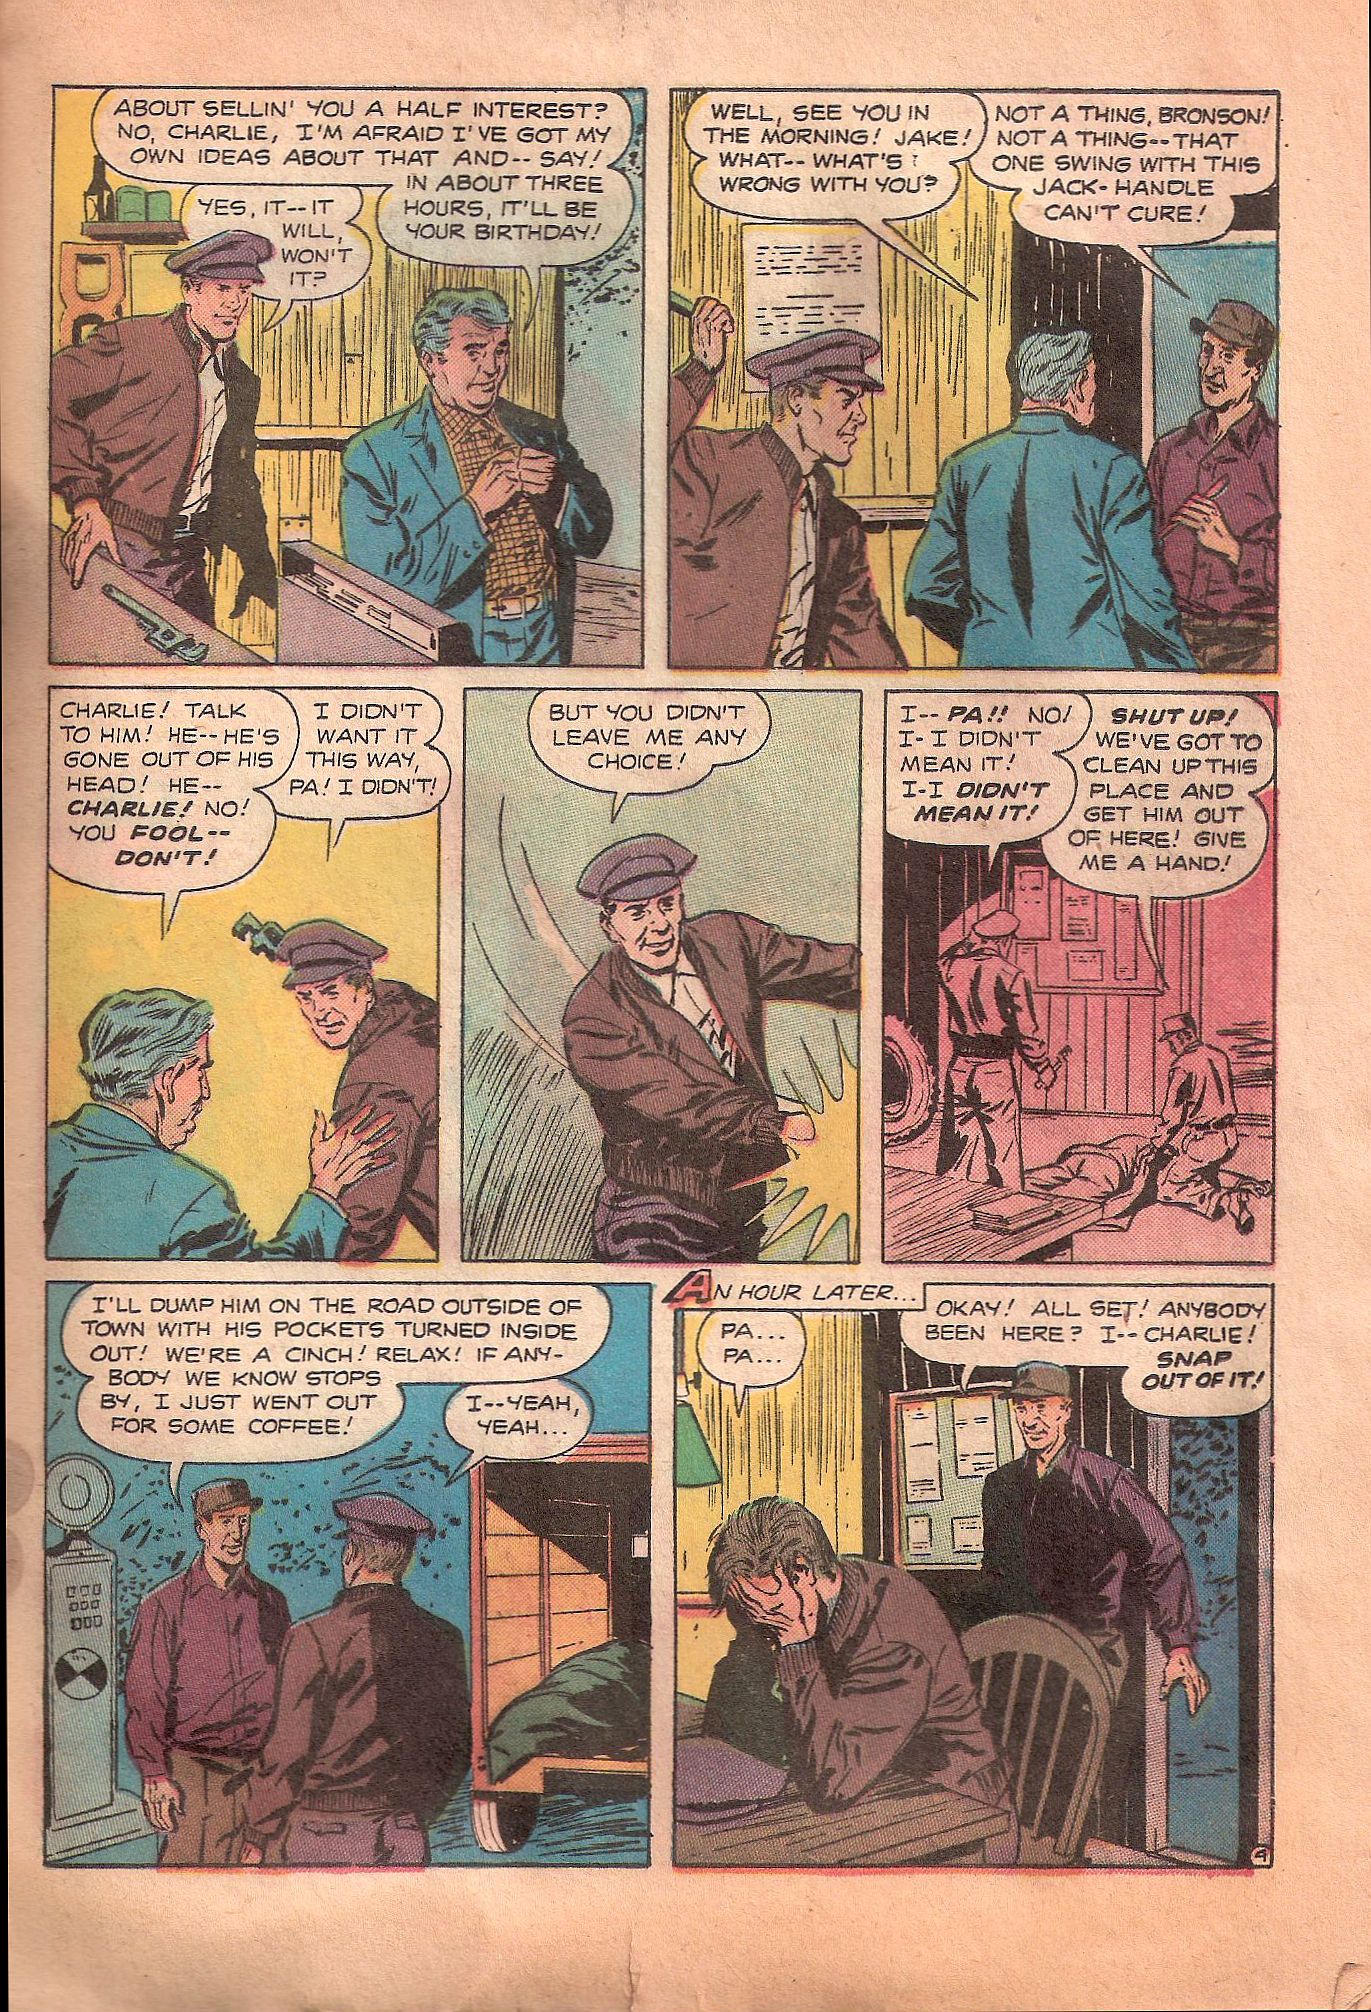 ABOUT SELLIN' YOU A HALF INTEREST?
NO, CHARLIE, I'M AFRAID I'VE GOT MY
OWN IDEAS ABOUT THAT AND-- SAY!
IN ABOUT THREE
HOURS, IT'LL BE
YOUR BIRTHDAY!
YES, IT--IT
WILL,
WON'T
IT?
WELL, SEE YOU IN
THE MORNING! JAKE!
WHAT-- WHAT'S
WRONG WITH YOU?
NOT A THING, BRONSON!
NOT A THING--THAT
ONE SWING WITH THIS
JACK-HANDLE
CAN'T CURE!
CHARLIE! TALK
TO HIM! HE--HE'S
GONE OUT OF HIS
HEAD! HE--
CHARLIE! NO!
YOU FOOL--
DON'T!
I DIDN'T
WANT IT
THIS WAY,
PA! I DIDN'T!
BUT YOU DIDN'T
LEAVE ME ANY
CHOICE!
I-- PA!! NO!
I-I DIDN'T
MEAN IT!
I-I DIDN'T
MEAN IT!
SHUT UP!
WE'VE GOT TO
CLEAN UP THIS
PLACE AND
GET HIM OUT
OF HERE! GIVE
ME A HAND!
I'LL DUMP HIM ON THE ROAD OUTSIDE OF
TOWN WITH HIS POCKETS TURNED INSIDE
OUT! WE'RE A CINCH! RELAX! IF ANY-
BODY WE KNOW STOPS
BY, I JUST WENT OUT
FOR SOME COFFEE!
I--YEAH,
YEAH...
AN HOUR LATER...
PA...
PA...
OKAY! ALL SET! ANYBODY
BEEN HERE? I--CHARLIE!
SNAP
OUT OF IT!
4